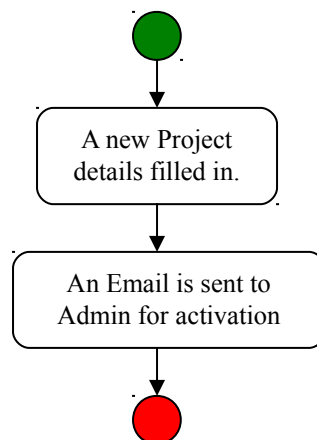 A new Project
details filled in.
An Email is sent to
Admin for activation